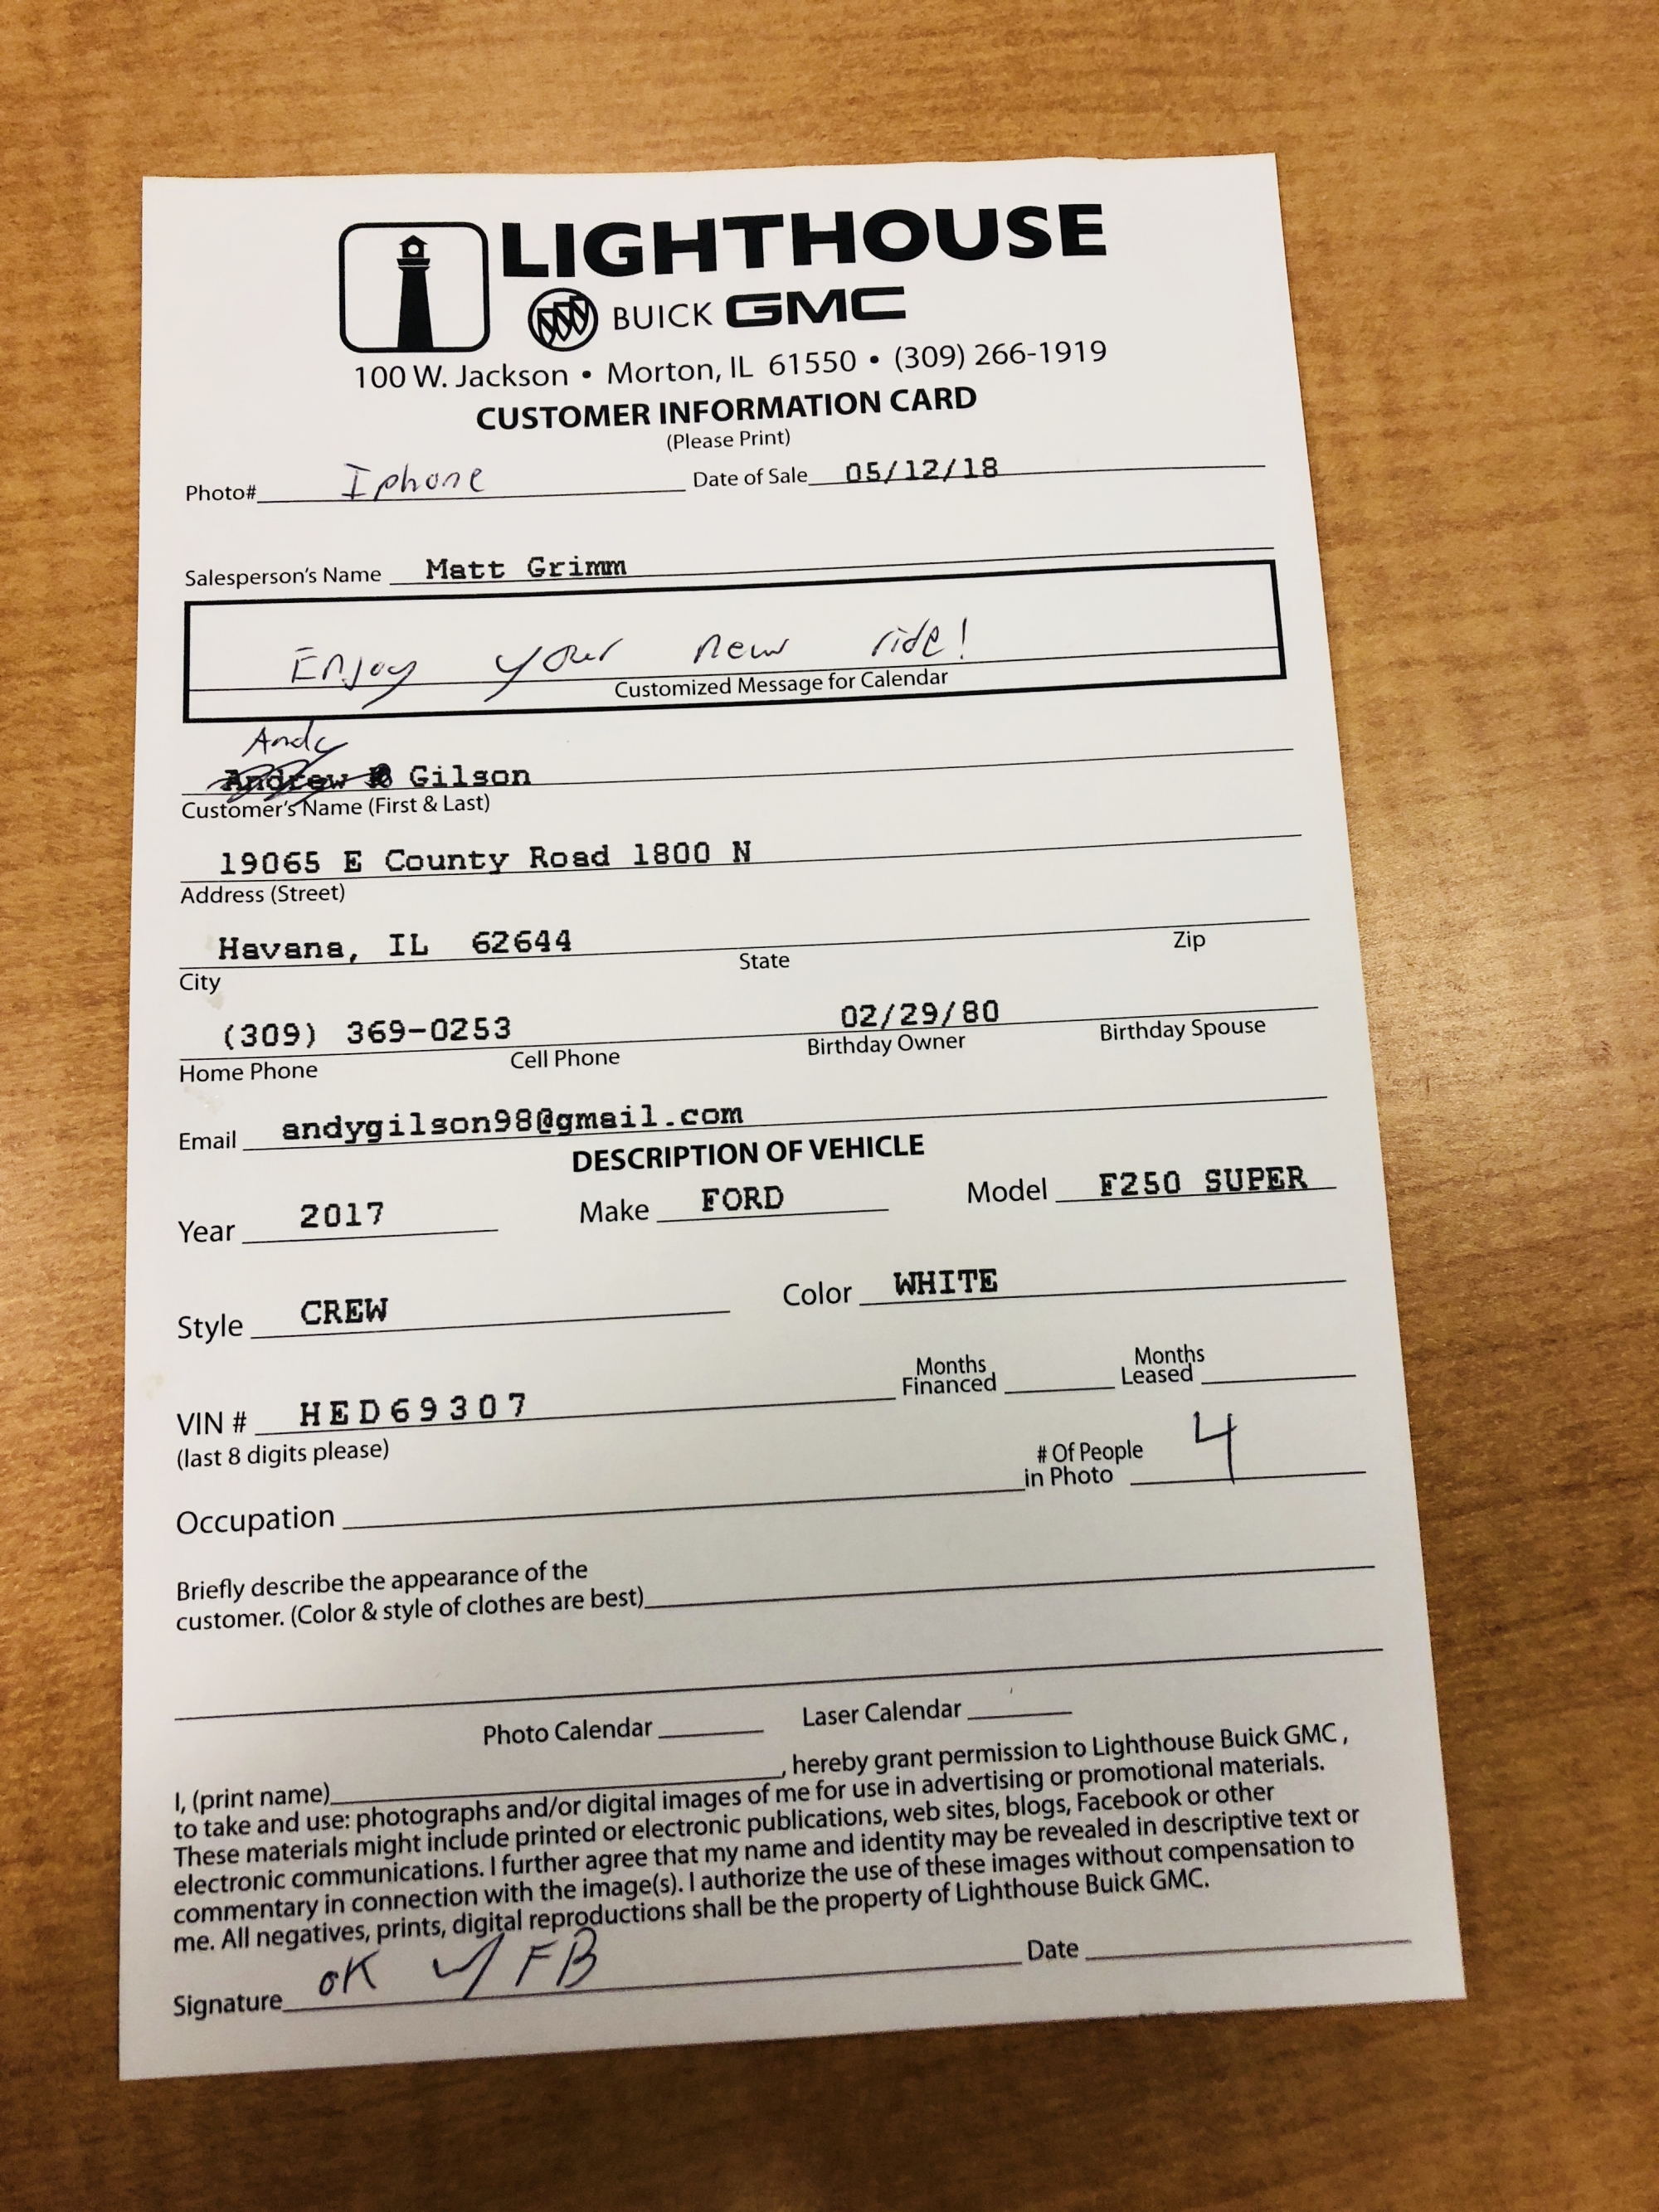 LIGHTHOUSE
BUICK GMC
100 W. Jackson • Morton, IL 61550 • (309) 266-1919
CUSTOMER INFORMATION CARD
(Please Print)
Photo# Iphone Date of Sale 05/12/18
Salesperson's Name Matt Grimm
Enjoy your new ride!
Customized Message for Calendar
Andy
Andrew Gilson
Customer's Name (First & Last)
19065 E County Road 1800 N
Address (Street)
Havana, IL 62644
City State Zip
(309) 369-0253 02/29/80
Home Phone Cell Phone Birthday Owner Birthday Spouse
Email andygilson98@gmail.com
DESCRIPTION OF VEHICLE
Year 2017 Make FORD Model F250 SUPER
Style CREW Color WHITE
VIN # HED69307 Months Financed Months Leased
(last 8 digits please)
Occupation # Of People in Photo 4
Briefly describe the appearance of the
customer. (Color & style of clothes are best)
Photo Calendar Laser Calendar
I, (print name) , hereby grant permission to Lighthouse Buick GMC ,
to take and use: photographs and/or digital images of me for use in advertising or promotional materials.
These materials might include printed or electronic publications, web sites, blogs, Facebook or other
electronic communications. I further agree that my name and identity may be revealed in descriptive text or
commentary in connection with the image(s). I authorize the use of these images without compensation to
me. All negatives, prints, digital reproductions shall be the property of Lighthouse Buick GMC.
Signature OK w/ FB Date